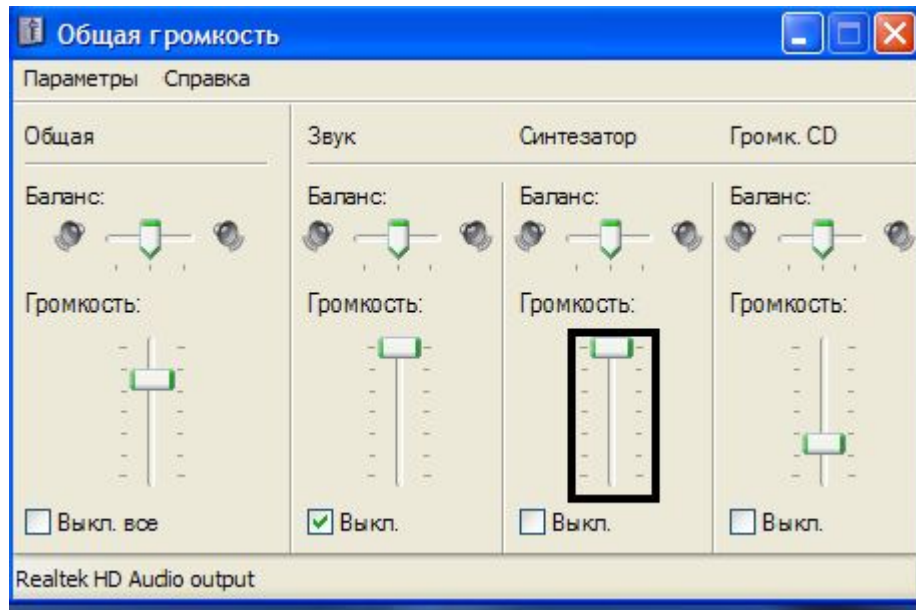 Общая громкость
Параметры Справка
Общая Звук Синтезатор Громк. CD
Баланс: Баланс: Баланс: Баланс:
Громкость: Громкость: Громкость: Громкость:
Выкл. все Выкл. Выкл. Выкл.
Realtek HD Audio output